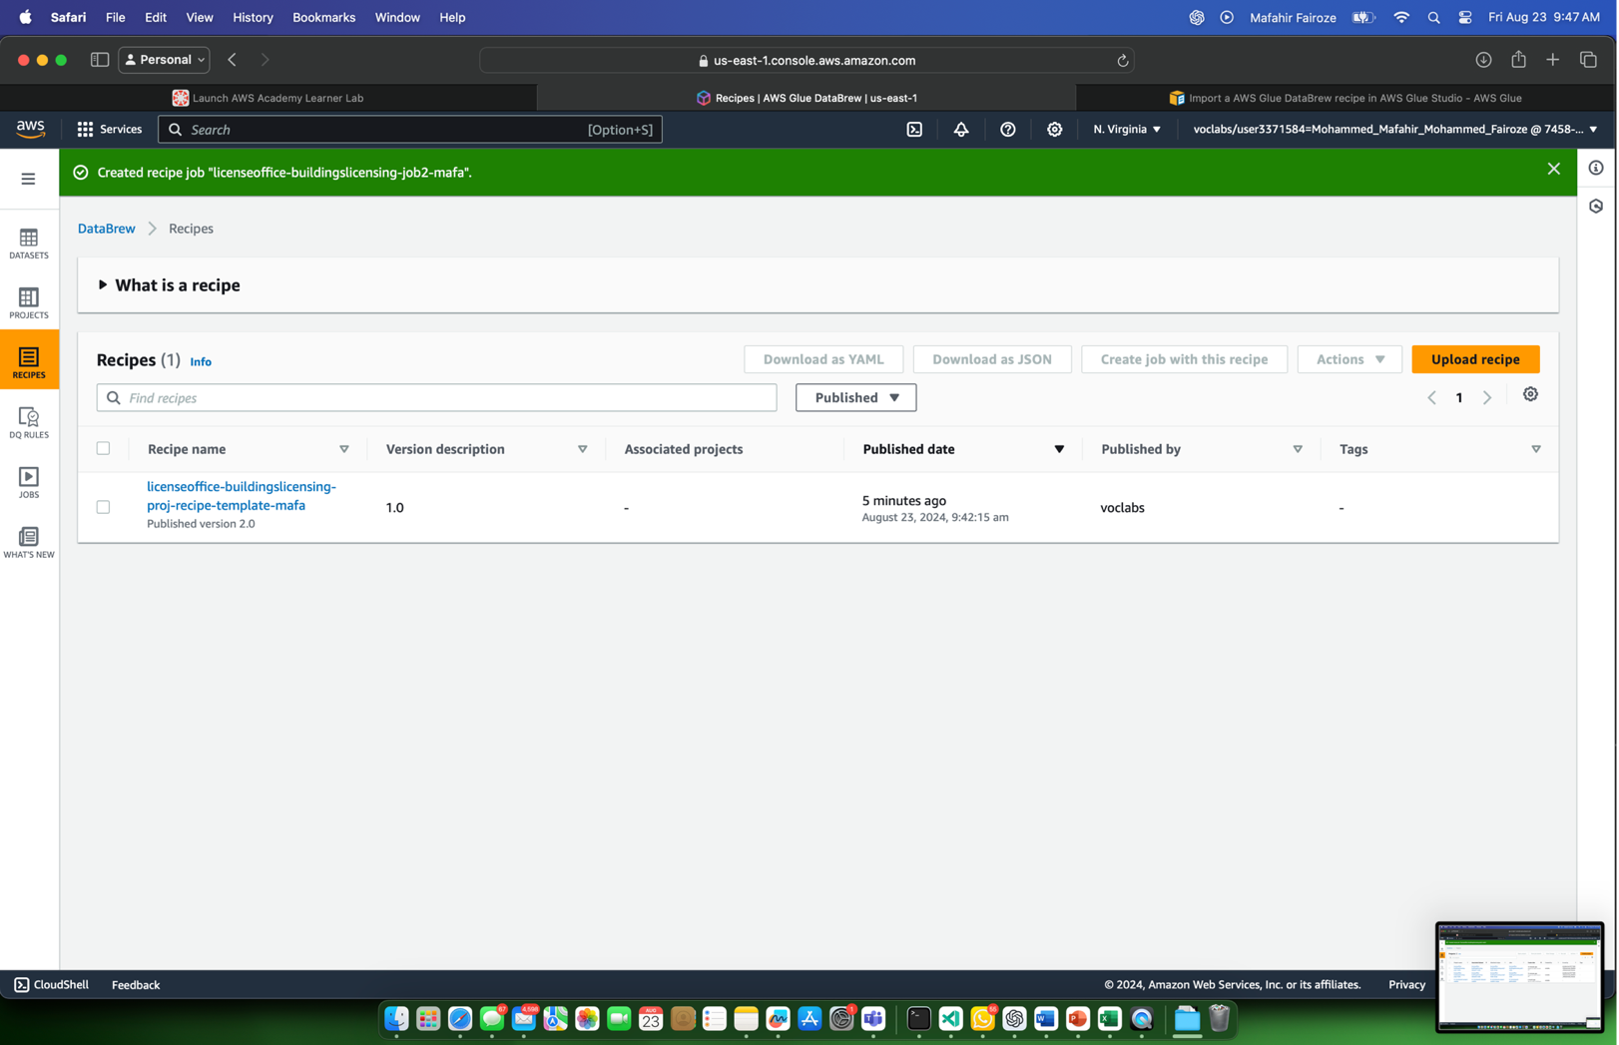 Safari File Edit View History Bookmarks Window Help
Mafahir Fairoze Fri Aug 23 9:47 AM
Personal
us-east-1.console.aws.amazon.com
Launch AWS Academy Learner Lab
Recipes | AWS Glue DataBrew | us-east-1
Import a AWS Glue DataBrew recipe in AWS Glue Studio - AWS Glue
aws Services Search [Option+S] N. Virginia voclabs/user3371584=Mohammed_Mafahir_Mohammed_Fairoze @ 7458-...
Created recipe job "licenseoffice-buildingslicensing-job2-mafa".
DATASETS
PROJECTS
RECIPES
DQ RULES
JOBS
WHAT'S NEW
DataBrew Recipes
What is a recipe
Recipes (1) Info
Download as YAML Download as JSON Create job with this recipe Actions Upload recipe
Find recipes Published 1
Recipe name Version description Associated projects Published date Published by Tags
licenseoffice-buildingslicensing-
proj-recipe-template-mafa
Published version 2.0
1.0
-
5 minutes ago
August 23, 2024, 9:42:15 am
voclabs
-
CloudShell Feedback
© 2024, Amazon Web Services, Inc. or its affiliates. Privacy
AUG
23